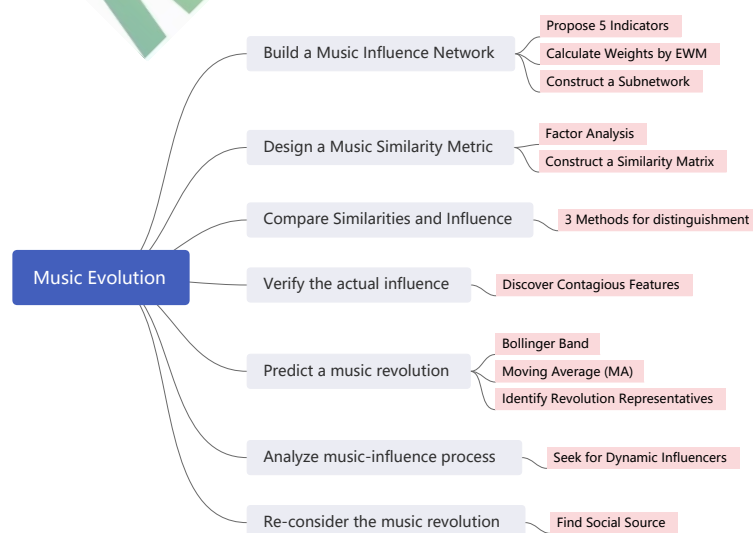 Music Evolution
Build a Music Influence Network
Propose 5 Indicators
Calculate Weights by EWM
Construct a Subnetwork
Design a Music Similarity Metric
Factor Analysis
Construct a Similarity Matrix
Compare Similarities and Influence
3 Methods for distinguishment
Verify the actual influence
Discover Contagious Features
Predict a music revolution
Bollinger Band
Moving Average (MA)
Identify Revolution Representatives
Analyze music-influence process
Seek for Dynamic Influencers
Re-consider the music revolution
Find Social Source